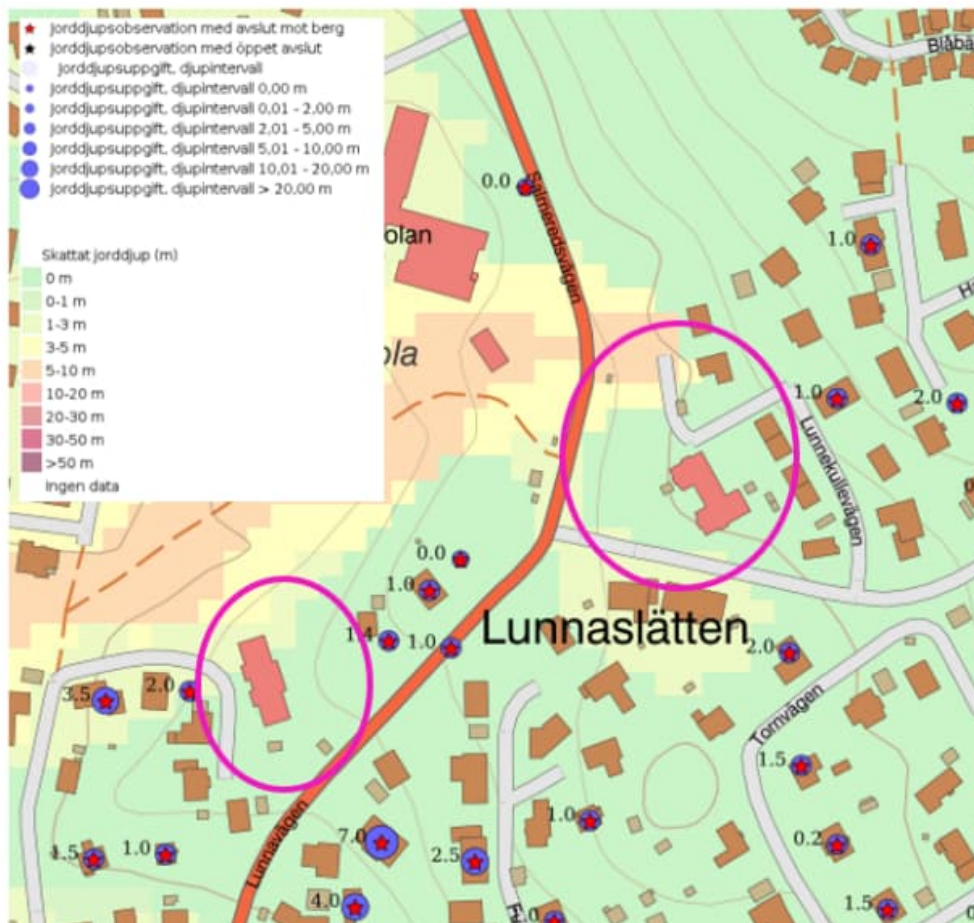 Jorddjupsobservation med avslut mot berg
Jorddjupsobservation med öppet avslut
Jorddjupsuppgift, djupintervall
Jorddjupsuppgift, djupintervall 0,00 m
Jorddjupsuppgift, djupintervall 0,01 - 2,00 m
Jorddjupsuppgift, djupintervall 2,01 - 5,00 m
Jorddjupsuppgift, djupintervall 5,01 - 10,00 m
Jorddjupsuppgift, djupintervall 10,01 - 20,00 m
Jorddjupsuppgift, djupintervall > 20,00 m
Skattat jorddjup (m)
0 m
0-1 m
1-3 m
3-5 m
5-10 m
10-20 m
20-30 m
30-50 m
>50 m
Ingen data
Blåbä
0.0
Salmeredsvägen
olan
1.0
Hä
ola
1.0
2.0
Lunnekullevägen
0.0
1.0
1.4
1.0
Lunnaslätten
2.0
3.5
2.0
Tornvägen
1.5
Lunnavägen
7.0
1.0
0.2
1.5
1.0
2.5
4.0
1.5